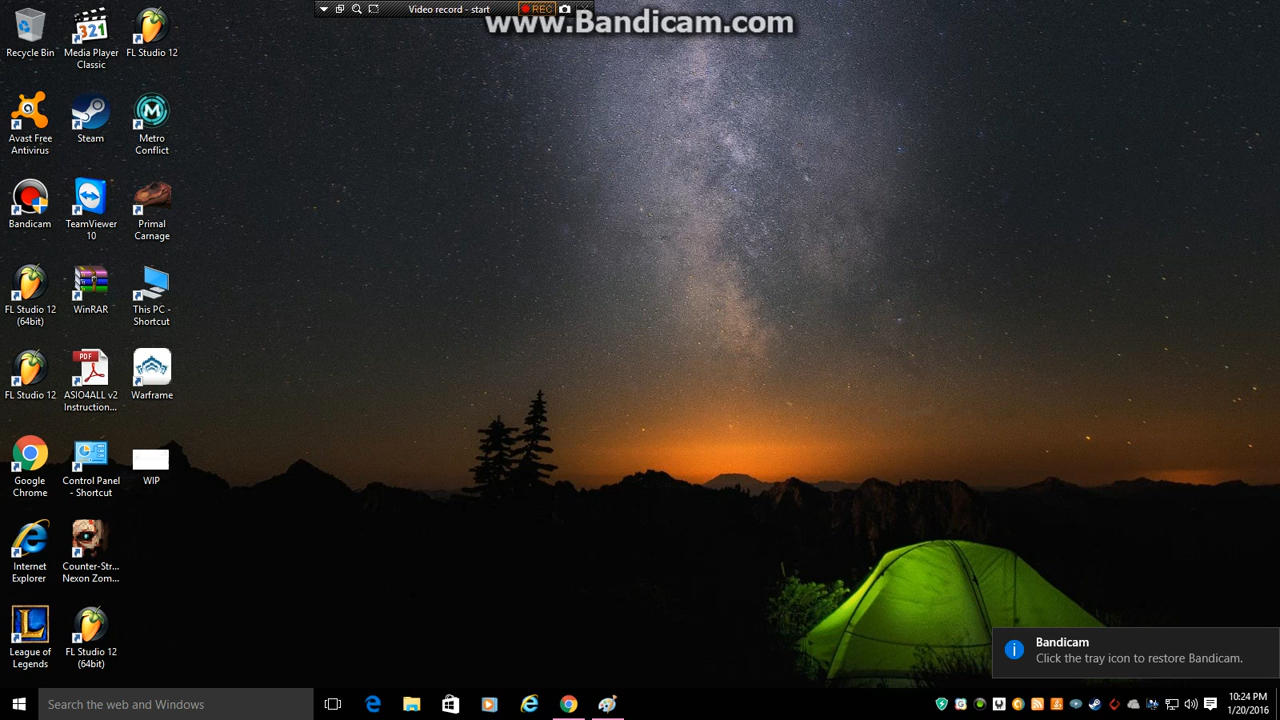 Video record - start
REC
www.Bandicam.com
Recycle Bin
Media Player
Classic
FL Studio 12
Avast Free
Antivirus
Steam
Metro
Conflict
Bandicam
TeamViewer
10
Primal
Carnage
FL Studio 12
(64bit)
WinRAR
This PC -
Shortcut
FL Studio 12
PDF
ASIO4ALL v2
Instruction...
Warframe
Google
Chrome
Control Panel
- Shortcut
WIP
Internet
Explorer
Counter-Str...
Nexon Zom...
League of
Legends
FL Studio 12
(64bit)
Bandicam
Click the tray icon to restore Bandicam.
Search the web and Windows
10:24 PM
1/20/2016